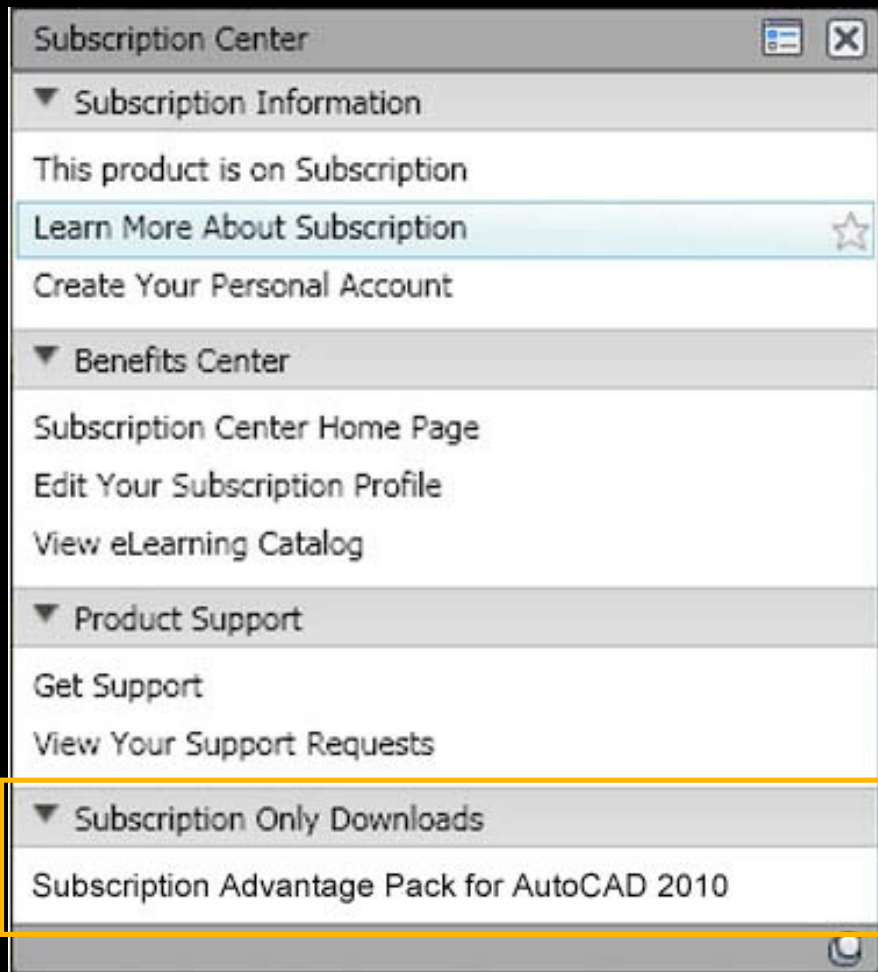 Subscription Center
Subscription Information
This product is on Subscription
Learn More About Subscription
Create Your Personal Account
Benefits Center
Subscription Center Home Page
Edit Your Subscription Profile
View eLearning Catalog
Product Support
Get Support
View Your Support Requests
Subscription Only Downloads
Subscription Advantage Pack for AutoCAD 2010